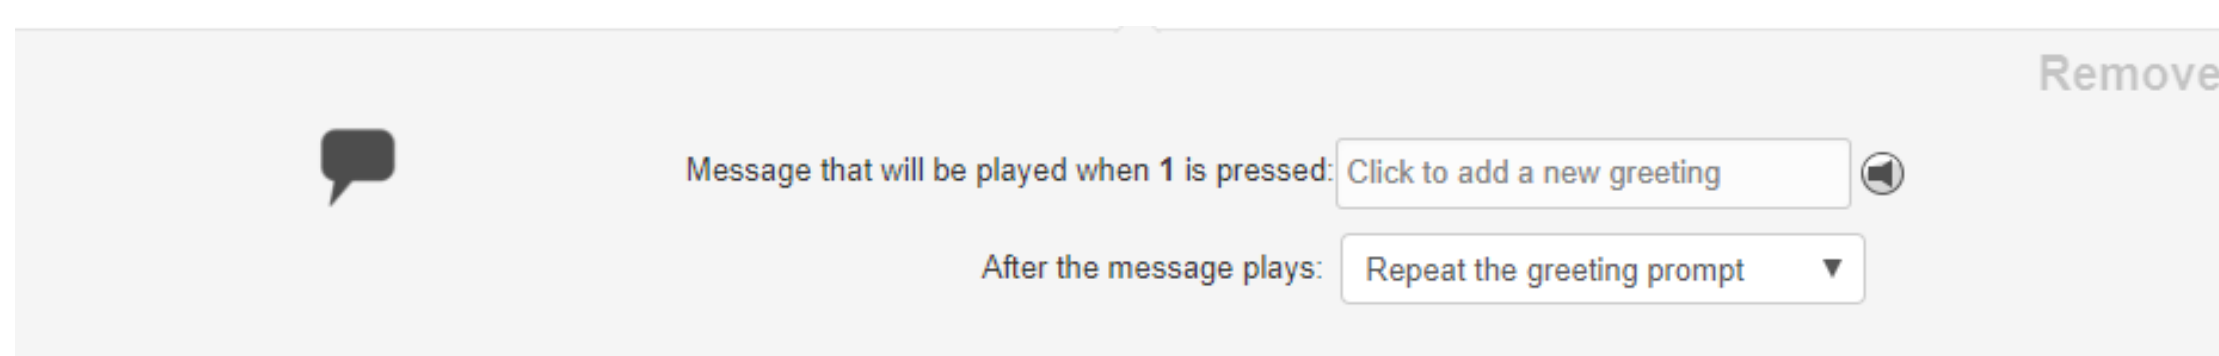 Remove
Message that will be played when 1 is pressed: Click to add a new greeting
After the message plays: Repeat the greeting prompt